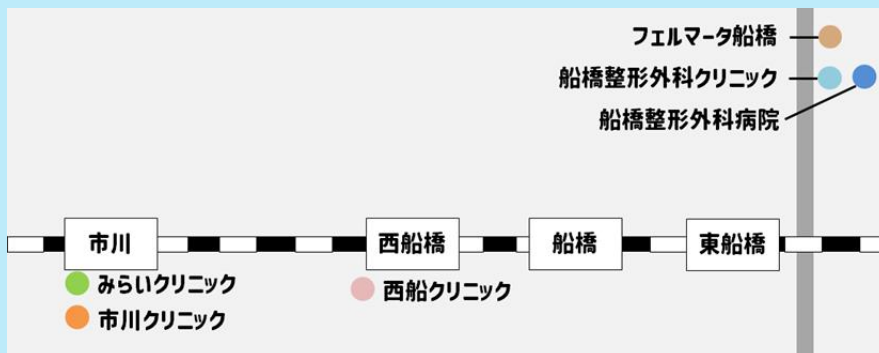 フェルマータ船橋
船橋整形外科クリニック
船橋整形外科病院
市川
西船橋
船橋
東船橋
みらいクリニック
西船クリニック
市川クリニック